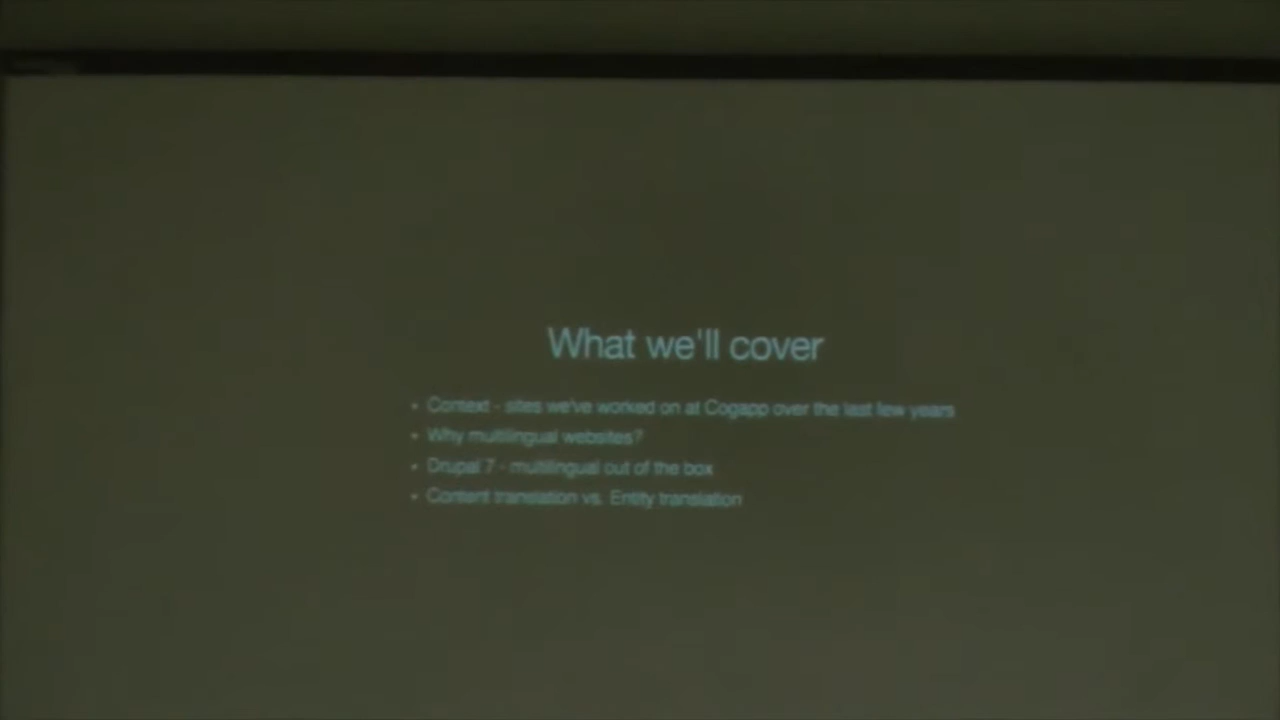 What we'll cover
• Context - sites we've worked on at Cogapp over the last few years
• Why multilingual websites?
• Drupal 7 - multilingual out of the box
• Content translation vs. Entity translation